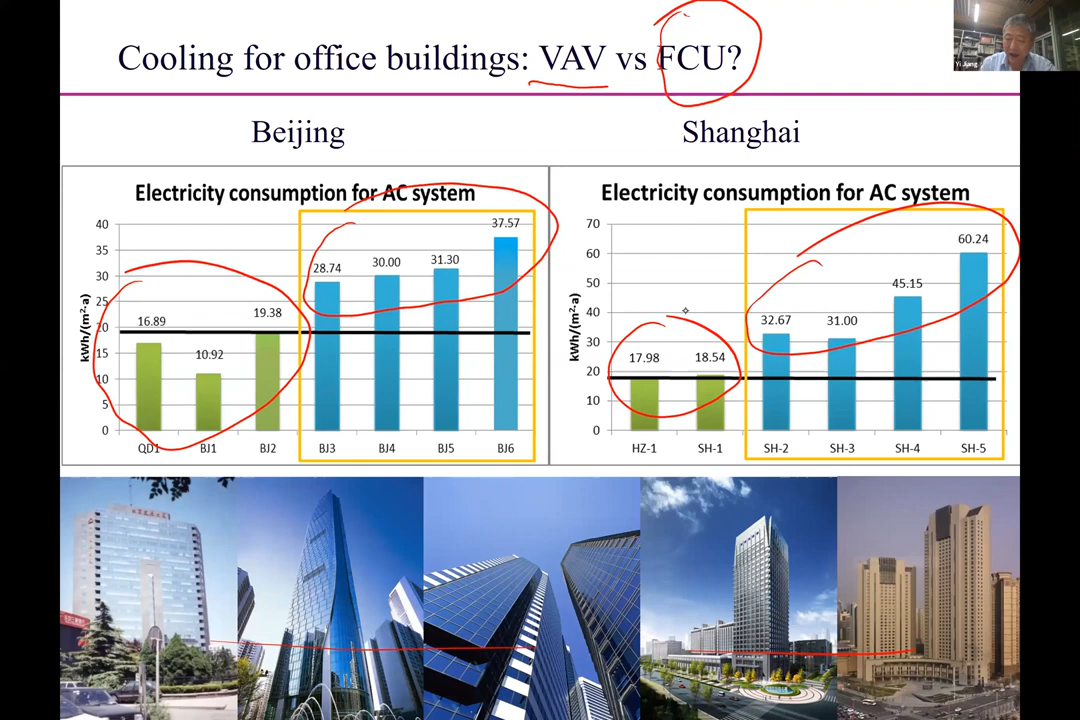 Cooling for office buildings: VAV vs FCU?
Yi Jiang
Beijing
Shanghai
Electricity consumption for AC system
kWh/(m²·a)
40
35
30
25
20
15
10
5
0
16.89
10.92
19.38
28.74
30.00
31.30
37.57
QD1
BJ1
BJ2
BJ3
BJ4
BJ5
BJ6
Electricity consumption for AC system
kWh/(m²·a)
70
60
50
40
30
20
10
0
17.98
18.54
32.67
31.00
45.15
60.24
HZ-1
SH-1
SH-2
SH-3
SH-4
SH-5